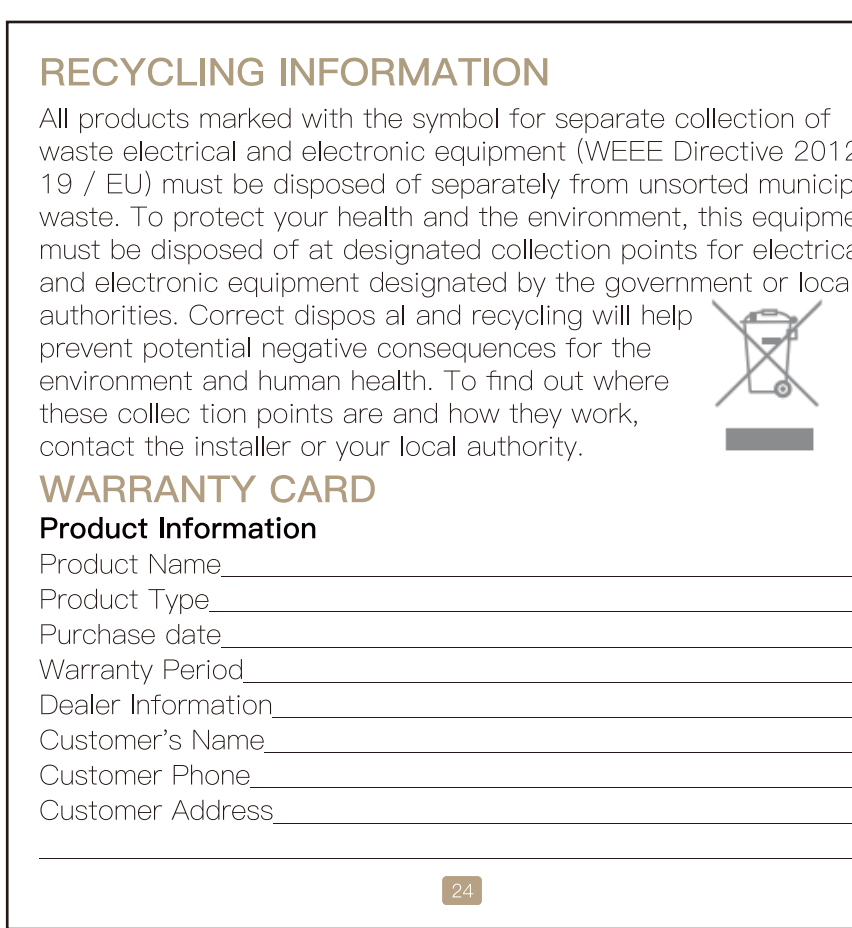 RECYCLING INFORMATION
All products marked with the symbol for separate collection of
waste electrical and electronic equipment (WEEE Directive 2012
19 / EU) must be disposed of separately from unsorted municip
waste. To protect your health and the environment, this equipme
must be disposed of at designated collection points for electrica
and electronic equipment designated by the government or loca
authorities. Correct dispos al and recycling will help
prevent potential negative consequences for the
environment and human health. To find out where
these collec tion points are and how they work,
contact the installer or your local authority.
WARRANTY CARD
Product Information
Product Name
Product Type
Purchase date
Warranty Period
Dealer Information
Customer's Name
Customer Phone
Customer Address
24